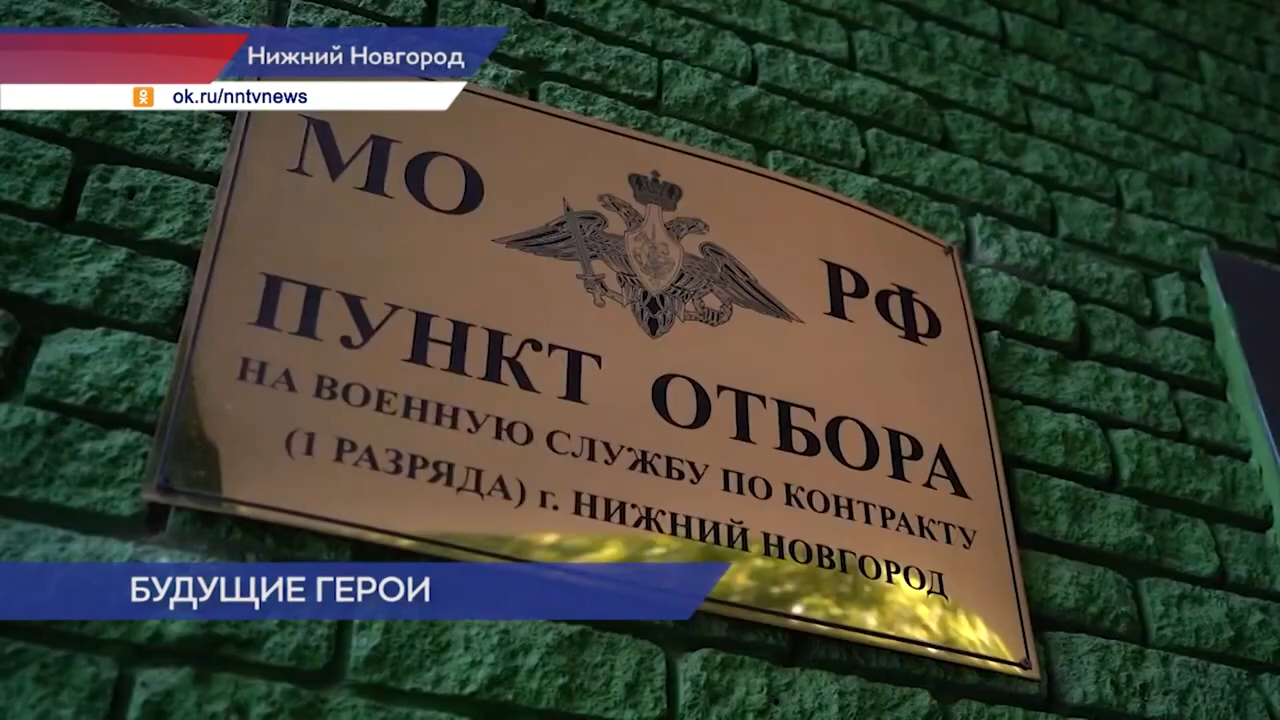 Нижний Новгород
ok.ru/nntvnews
МО РФ
ПУНКТ ОТБОРА
НА ВОЕННУЮ СЛУЖБУ ПО КОНТРАКТУ
(1 РАЗРЯДА) г. НИЖНИЙ НОВГОРОД
БУДУЩИЕ ГЕРОИ